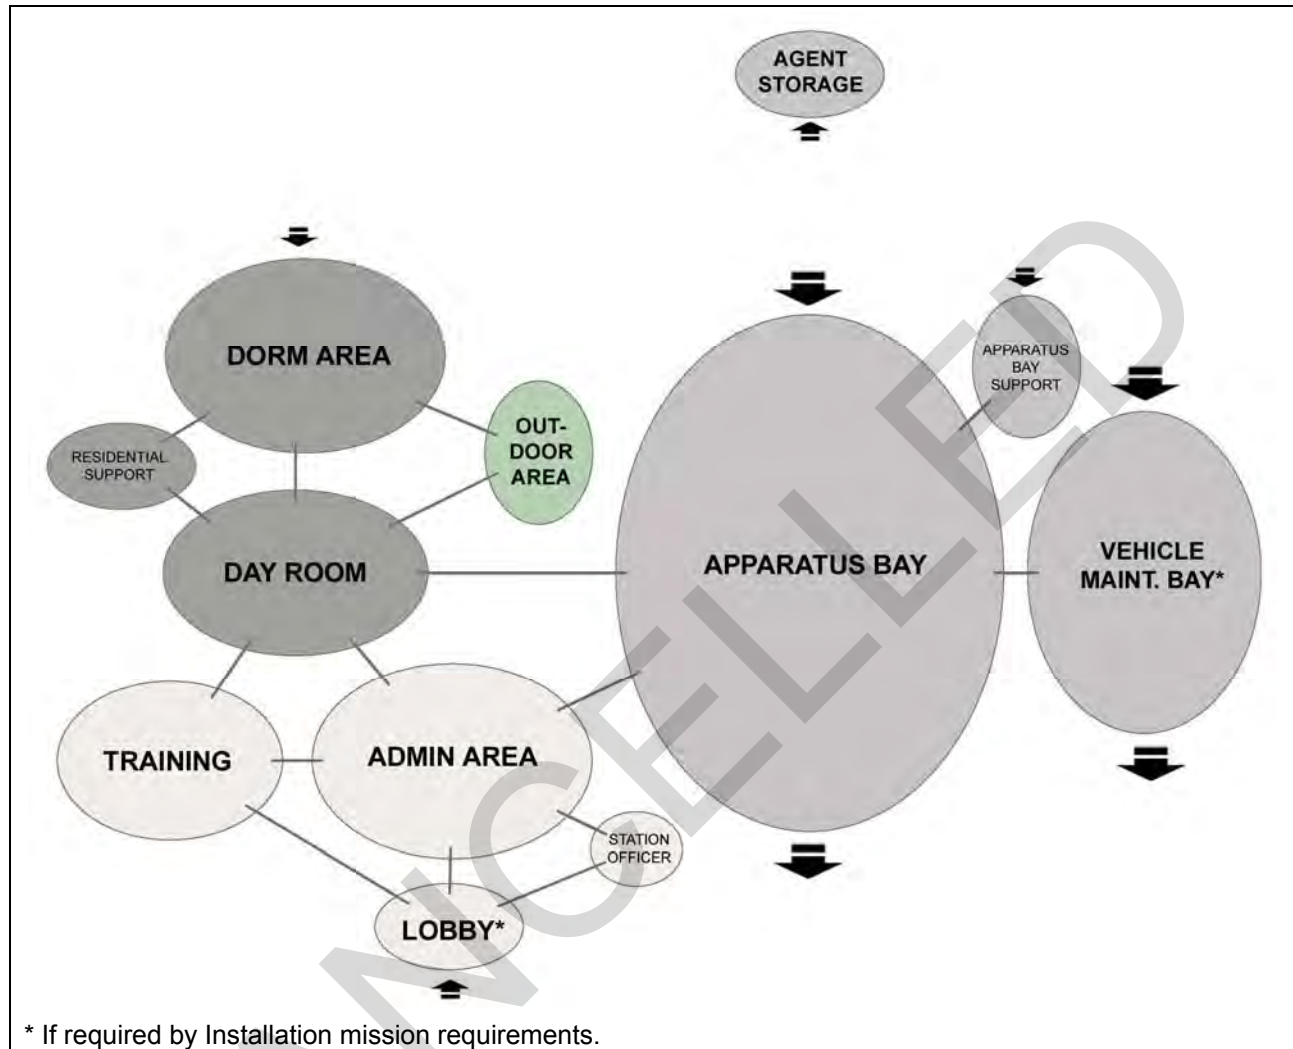 AGENT
STORAGE
DORM AREA
OUT-
DOOR
AREA
RESIDENTIAL
SUPPORT
DAY ROOM
APPARATUS BAY
APPARATUS
BAY
SUPPORT
VEHICLE
MAINT. BAY*
TRAINING
ADMIN AREA
STATION
OFFICER
LOBBY*
* If required by Installation mission requirements.
NCELLED